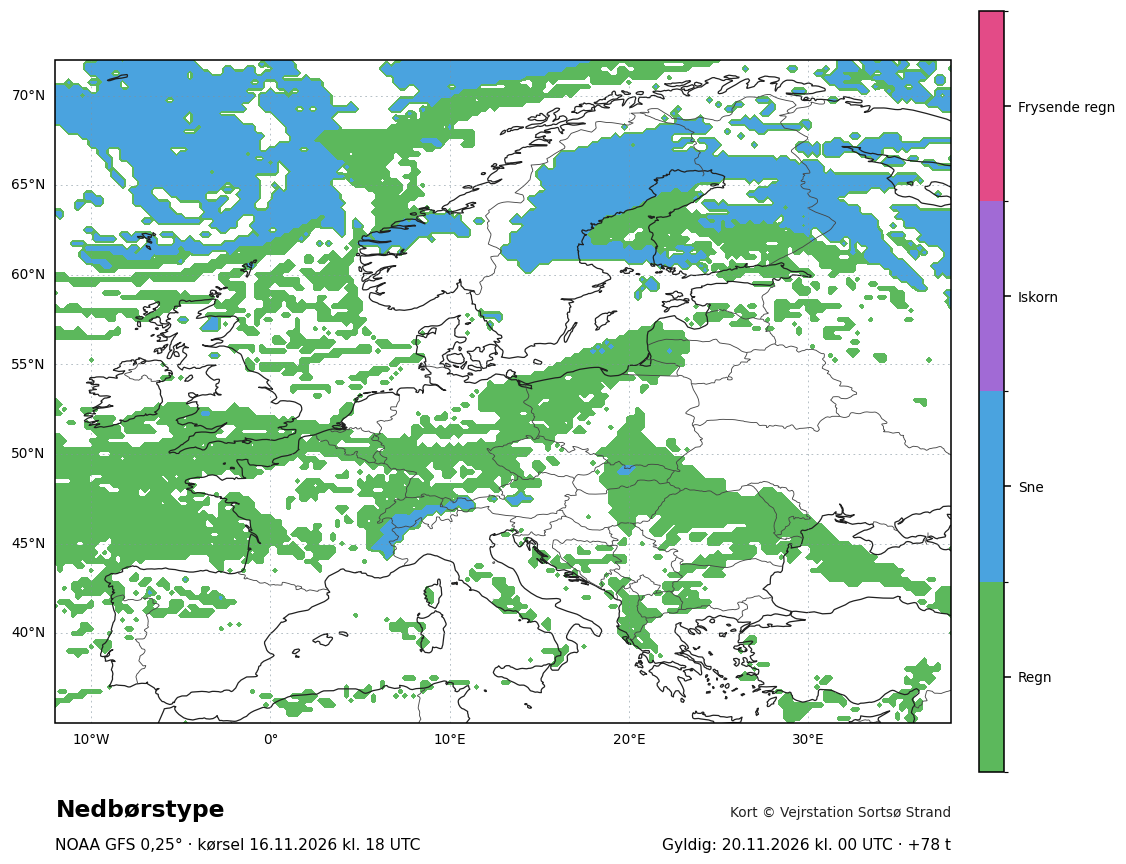 70°N
65°N
60°N
55°N
50°N
45°N
40°N
10°W
0°
10°E
20°E
30°E
Frysende regn
Iskorn
Sne
Regn
Nedbørstype
Kort © Vejrstation Sortsø Strand
NOAA GFS 0,25° · kørsel 16.11.2026 kl. 18 UTC
Gyldig: 20.11.2026 kl. 00 UTC · +78 t